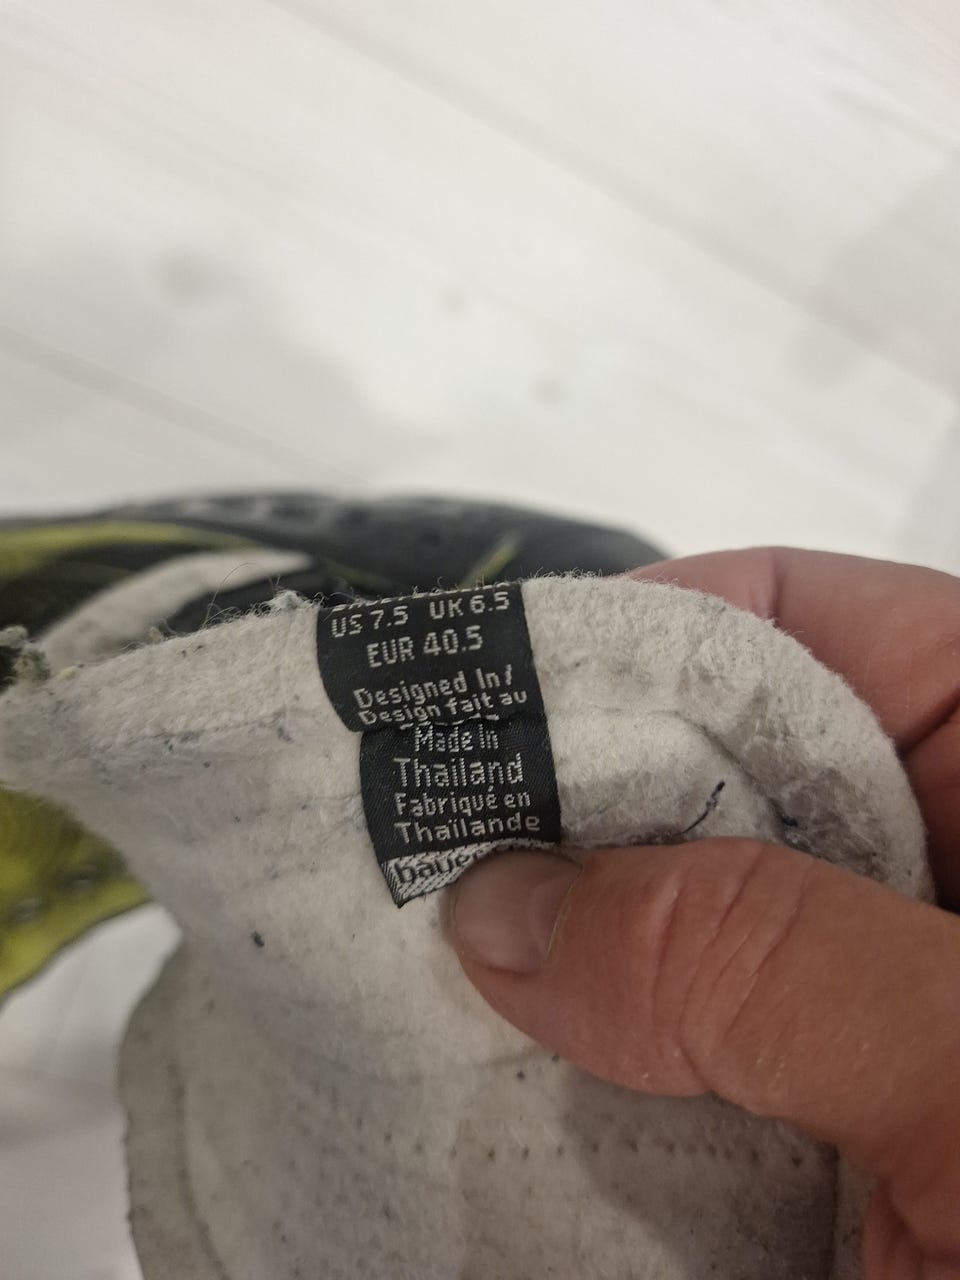 US 7.5 UK 6.5
EUR 40.5
Designed In/
Design fait au
Made In
Thailand
Fabriqué en
Thaïlande